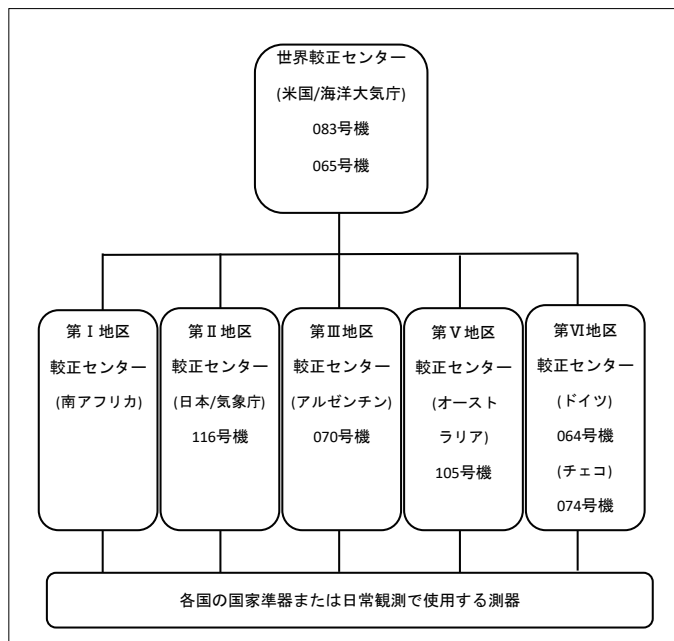 世界較正センター
(米国/海洋大気庁)
083号機
065号機
第Ⅰ地区
較正センター
(南アフリカ)
第Ⅱ地区
較正センター
(日本/気象庁)
116号機
第Ⅲ地区
較正センター
(アルゼンチン)
070号機
第Ⅴ地区
較正センター
(オースト
ラリア)
105号機
第Ⅵ地区
較正センター
(ドイツ)
064号機
(チェコ)
074号機
各国の国家準器または日常観測で使用する測器